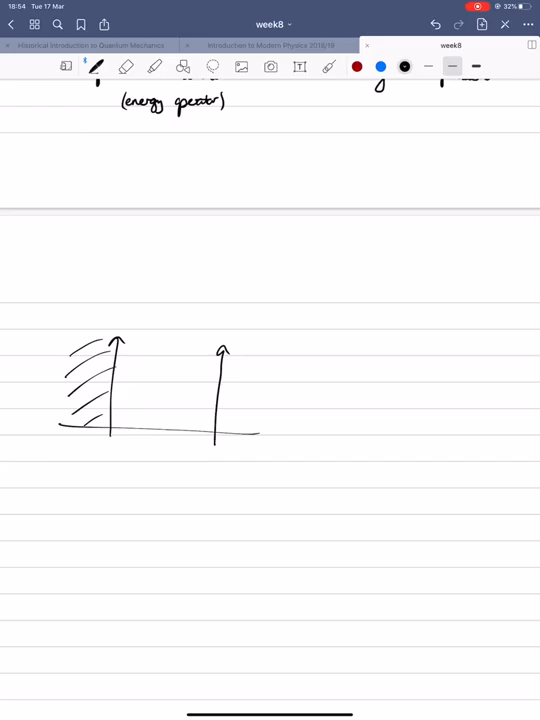 18:54 Tue 17 Mar
32%
week8
Historical Introduction to Quantum Mechanics
Introduction to Modern Physics 2018/19
week8
(energy operator)